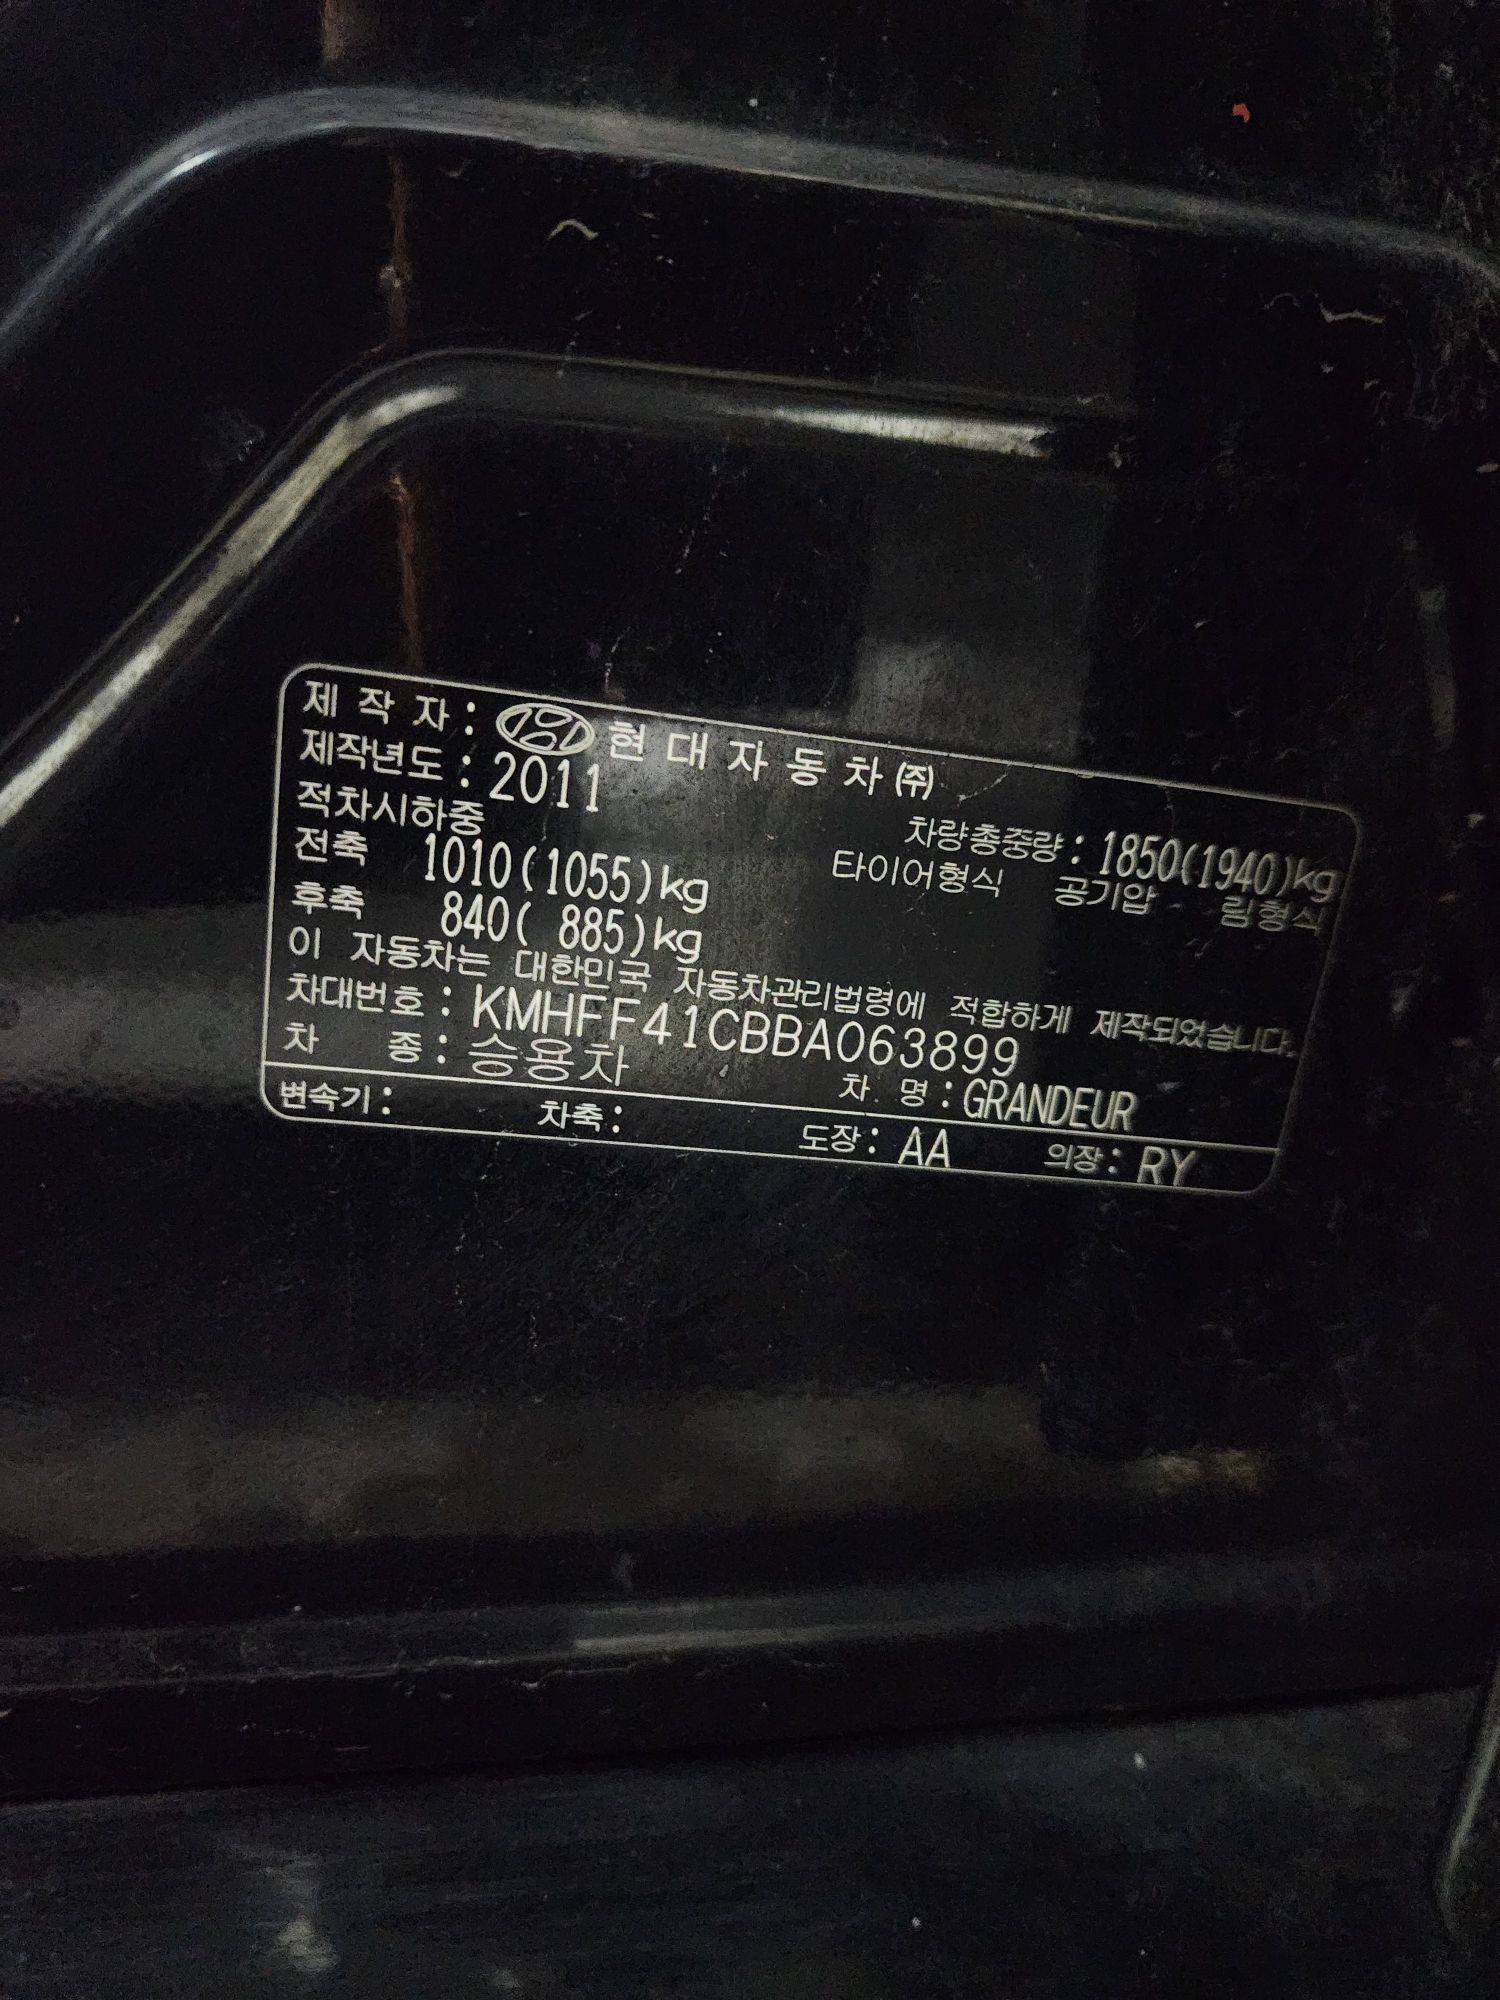 제 작 자 : 현 대 자 동 차 ㈜
제작년도 : 2011
적차시하중 차량총중량 : 1850(1940)kg
전축 1010(1055)kg 타이어형식 공기압 림형식
후축 840( 885)kg
이 자동차는 대한민국 자동차관리법령에 적합하게 제작되었습니다.
차대번호 : KMHFF41CBBA063899
차 종 : 승용차 차 명 : GRANDEUR
변속기 : 차축 : 도장 : AA 의장 : RY